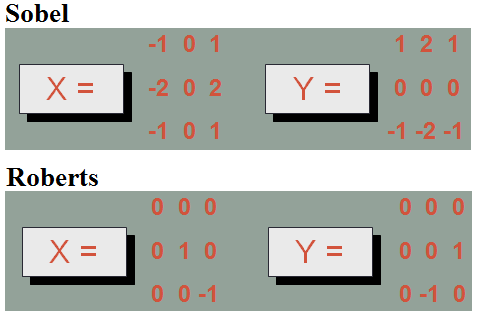 Sobel
-1 0 1 1 2 1
X = -2 0 2 Y = 0 0 0
-1 0 1 -1 -2 -1
Roberts
0 0 0 0 0 0
X = 0 1 0 Y = 0 0 1
0 0 -1 0 -1 0